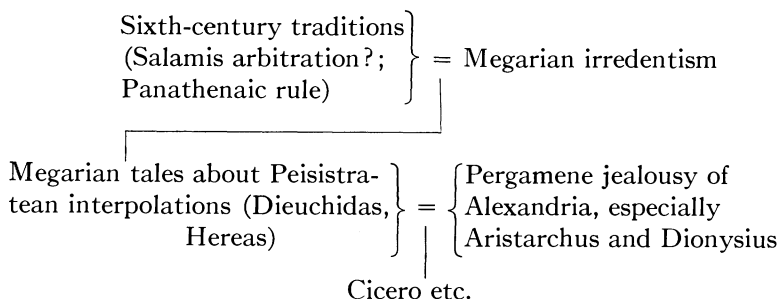 Sixth-century traditions
(Salamis arbitration?;
Panathenaic rule)
= Megarian irredentism
Megarian tales about Peisistra-
tean interpolations (Dieuchidas,
Hereas)
=
Pergamene jealousy of
Alexandria, especially
Aristarchus and Dionysius
Cicero etc.